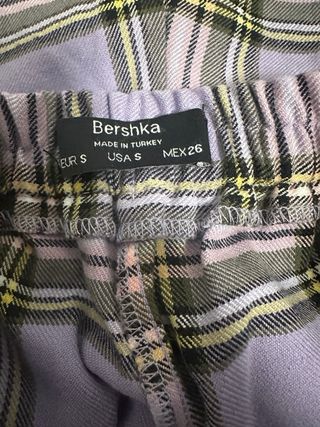 Bershka
MADE IN TURKEY
EUR S USA S MEX 26